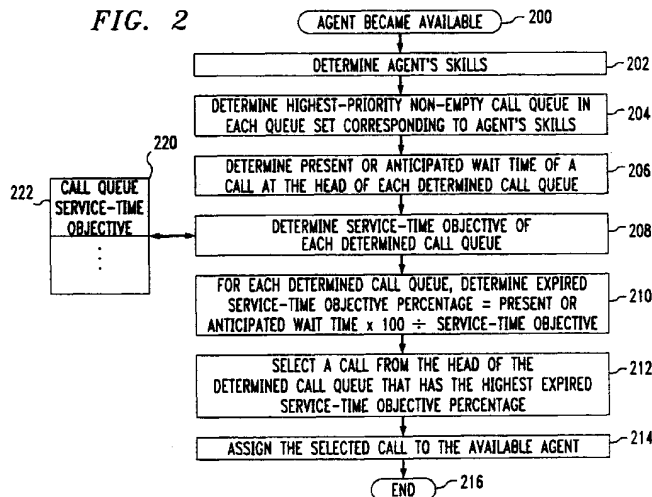 FIG. 2
AGENT BECAME AVAILABLE
200
DETERMINE AGENT'S SKILLS
202
DETERMINE HIGHEST-PRIORITY NON-EMPTY CALL QUEUE IN
EACH QUEUE SET CORRESPONDING TO AGENT'S SKILLS
204
DETERMINE PRESENT OR ANTICIPATED WAIT TIME OF A
CALL AT THE HEAD OF EACH DETERMINED CALL QUEUE
206
220
222
CALL QUEUE
SERVICE-TIME
OBJECTIVE
DETERMINE SERVICE-TIME OBJECTIVE OF
EACH DETERMINED CALL QUEUE
208
FOR EACH DETERMINED CALL QUEUE, DETERMINE EXPIRED
SERVICE-TIME OBJECTIVE PERCENTAGE = PRESENT OR
ANTICIPATED WAIT TIME x 100 ÷ SERVICE-TIME OBJECTIVE
210
SELECT A CALL FROM THE HEAD OF THE
DETERMINED CALL QUEUE THAT HAS THE HIGHEST EXPIRED
SERVICE-TIME OBJECTIVE PERCENTAGE
212
ASSIGN THE SELECTED CALL TO THE AVAILABLE AGENT
214
END
216